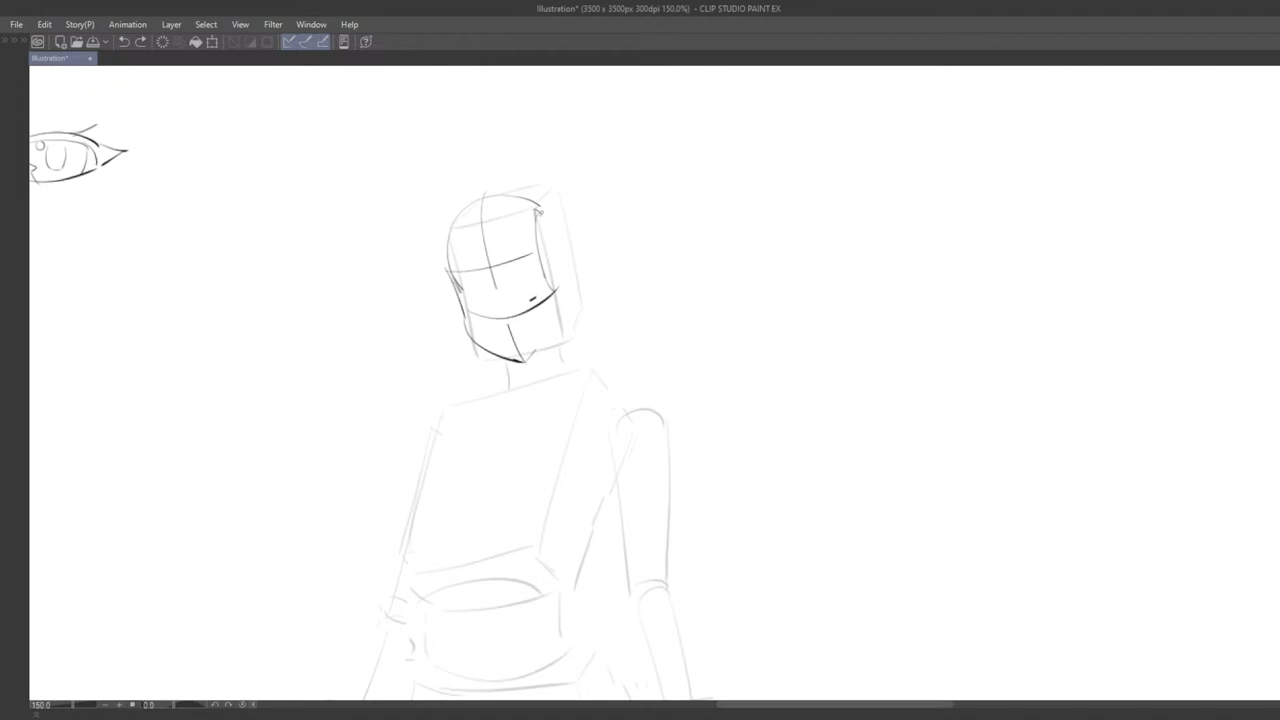 Illustration* (3500 x 3500px 300dpi 150.0%) - CLIP STUDIO PAINT EX
File Edit Story(P) Animation Layer Select View Filter Window Help
Illustration*
150.0
0.0